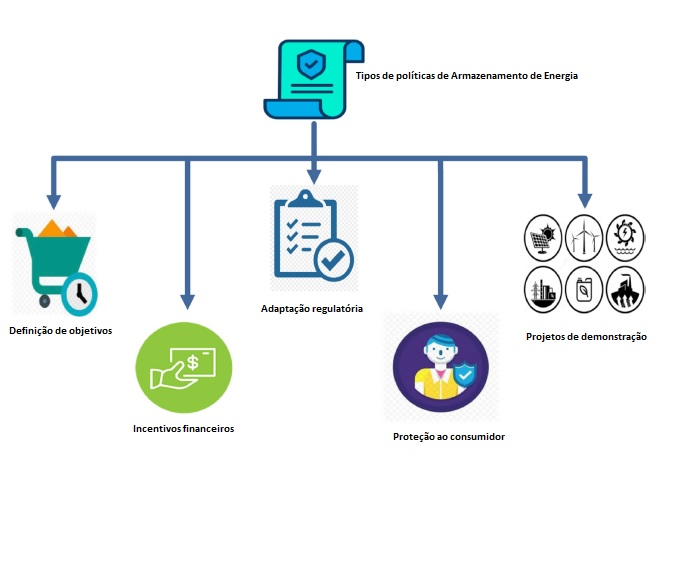 Tipos de políticas de Armazenamento de Energia
Adaptação regulatória
Definição de objetivos
Projetos de demonstração
Incentivos financeiros
Proteção ao consumidor
$